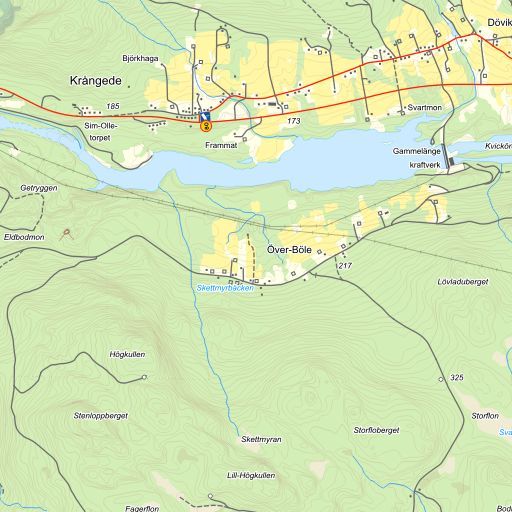 Dövik
Björkhaga
Krångede
185
Svartmon
Sim-Olle-
torpet
173
Frammat
Gammelänge
kraftverk
Kvickön
Getryggen
Eldbodmon
Över-Böle
217
Skettmyrbäcken
Lövladuberget
Högkullen
325
Stenloppberget
Storflon
Storfloberget
Skettmyran
Lill-Högkullen
Fagerflon